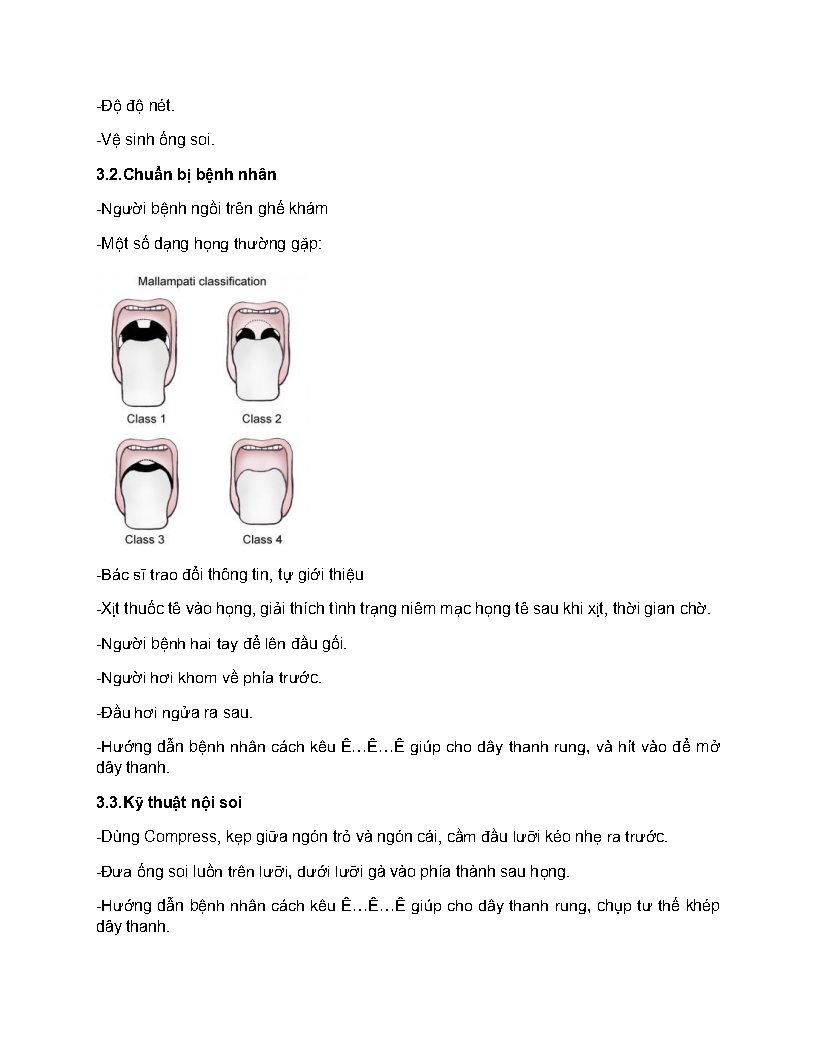 -Độ độ nét.
-Vệ sinh ống soi.
3.2.Chuẩn bị bệnh nhân
-Người bệnh ngồi trên ghế khám
-Một số dạng họng thường gặp:
Mallampati classification
Class 1
Class 2
Class 3
Class 4
-Bác sĩ trao đổi thông tin, tự giới thiệu
-Xịt thuốc tê vào họng, giải thích tình trạng niêm mạc họng tê sau khi xịt, thời gian chờ.
-Người bệnh hai tay để lên đầu gối.
-Người hơi khom về phía trước.
-Đầu hơi ngửa ra sau.
-Hướng dẫn bệnh nhân cách kêu Ê…Ê…Ê giúp cho dây thanh rung, và hít vào để mở
dây thanh.
3.3.Kỹ thuật nội soi
-Dùng Compress, kẹp giữa ngón trỏ và ngón cái, cầm đầu lưỡi kéo nhẹ ra trước.
-Đưa ống soi luồn trên lưỡi, dưới lưỡi gà vào phía thành sau họng.
-Hướng dẫn bệnh nhân cách kêu Ê…Ê…Ê giúp cho dây thanh rung, chụp tư thế khép
dây thanh.